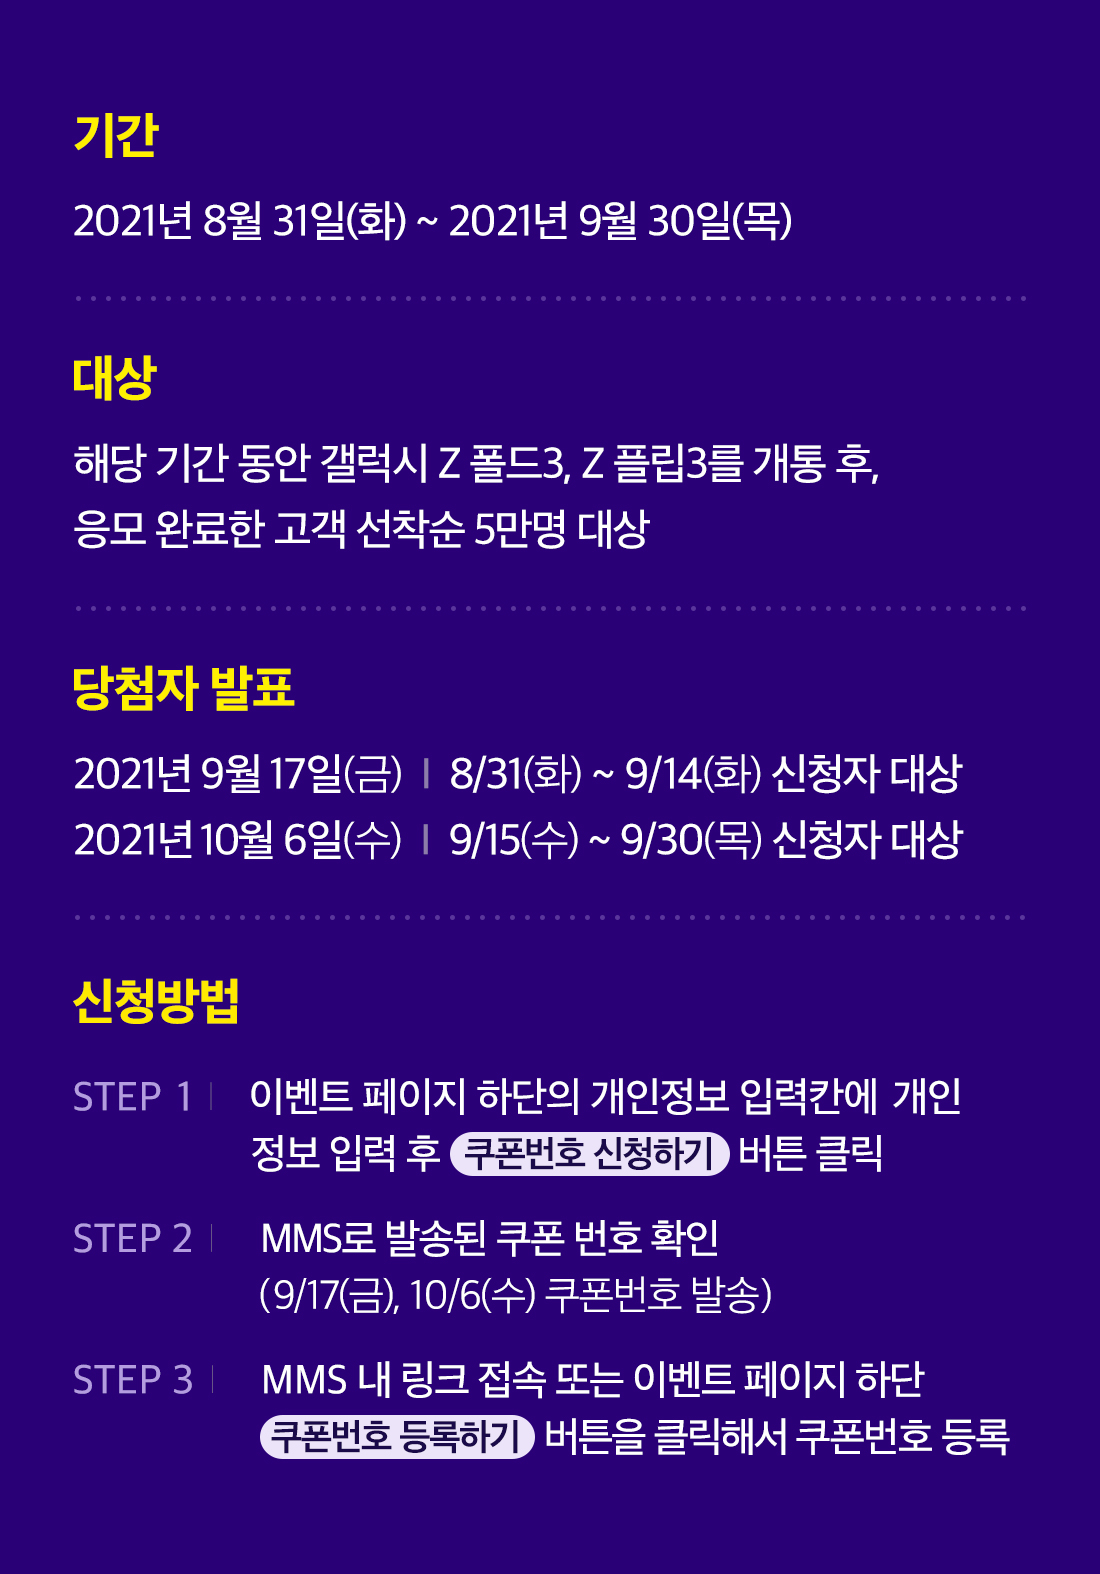 기간
2021년 8월 31일(화) ~ 2021년 9월 30일(목)
대상
해당 기간 동안 갤럭시 Z 폴드3, Z 플립3를 개통 후,
응모 완료한 고객 선착순 5만명 대상
당첨자 발표
2021년 9월 17일(금) | 8/31(화) ~ 9/14(화) 신청자 대상
2021년 10월 6일(수) | 9/15(수) ~ 9/30(목) 신청자 대상
신청방법
STEP 1 | 이벤트 페이지 하단의 개인정보 입력칸에 개인
정보 입력 후 쿠폰번호 신청하기 버튼 클릭
STEP 2 | MMS로 발송된 쿠폰 번호 확인
(9/17(금), 10/6(수) 쿠폰번호 발송)
STEP 3 | MMS 내 링크 접속 또는 이벤트 페이지 하단
쿠폰번호 등록하기 버튼을 클릭해서 쿠폰번호 등록